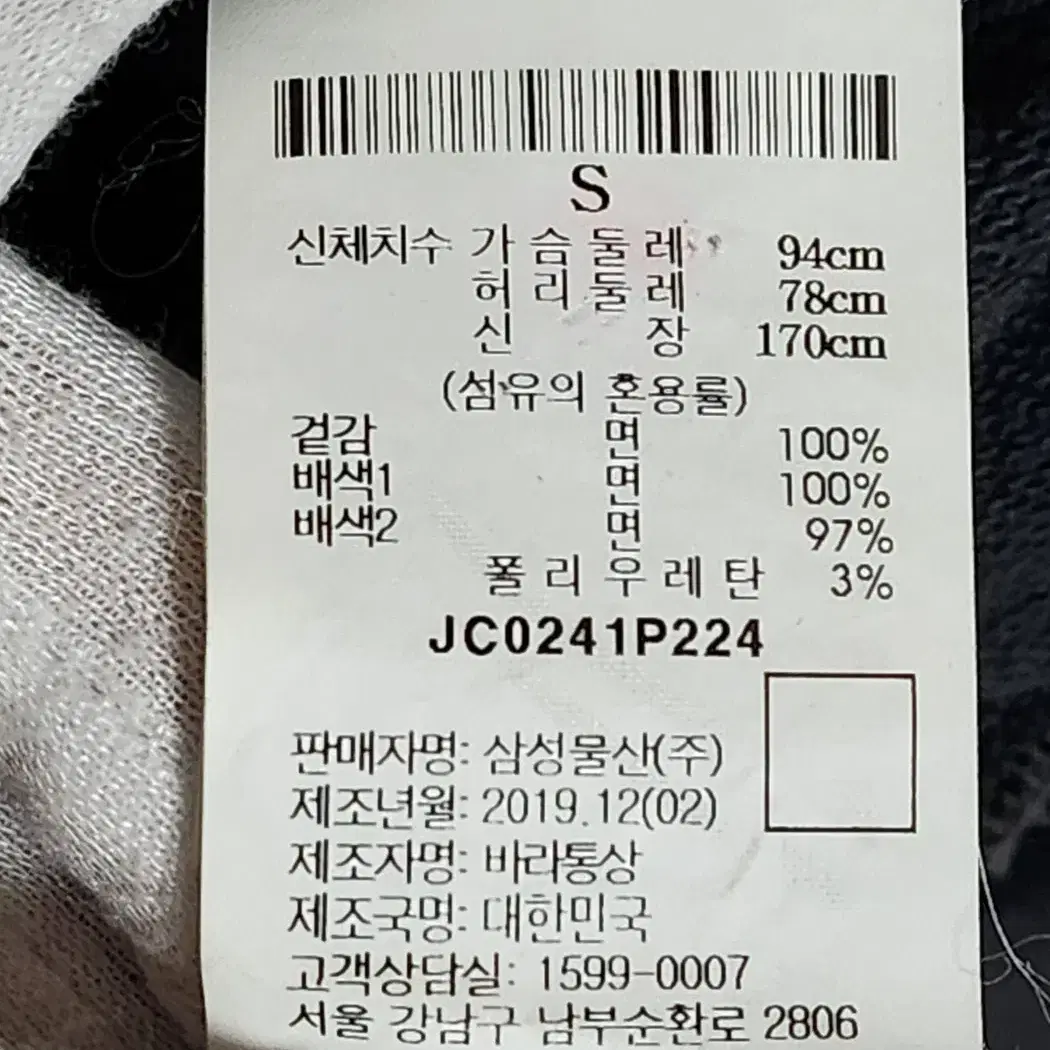 S
신체치수 가슴둘레 94cm
허리둘레 78cm
신장 170cm
(섬유의 혼용률)
겉감 면 100%
배색1 면 100%
배색2 면 97%
폴리우레탄 3%
JC0241P224
판매자명: 삼성물산(주)
제조년월: 2019.12(02)
제조자명: 바라통상
제조국명: 대한민국
고객상담실: 1599-0007
서울 강남구 남부순환로 2806